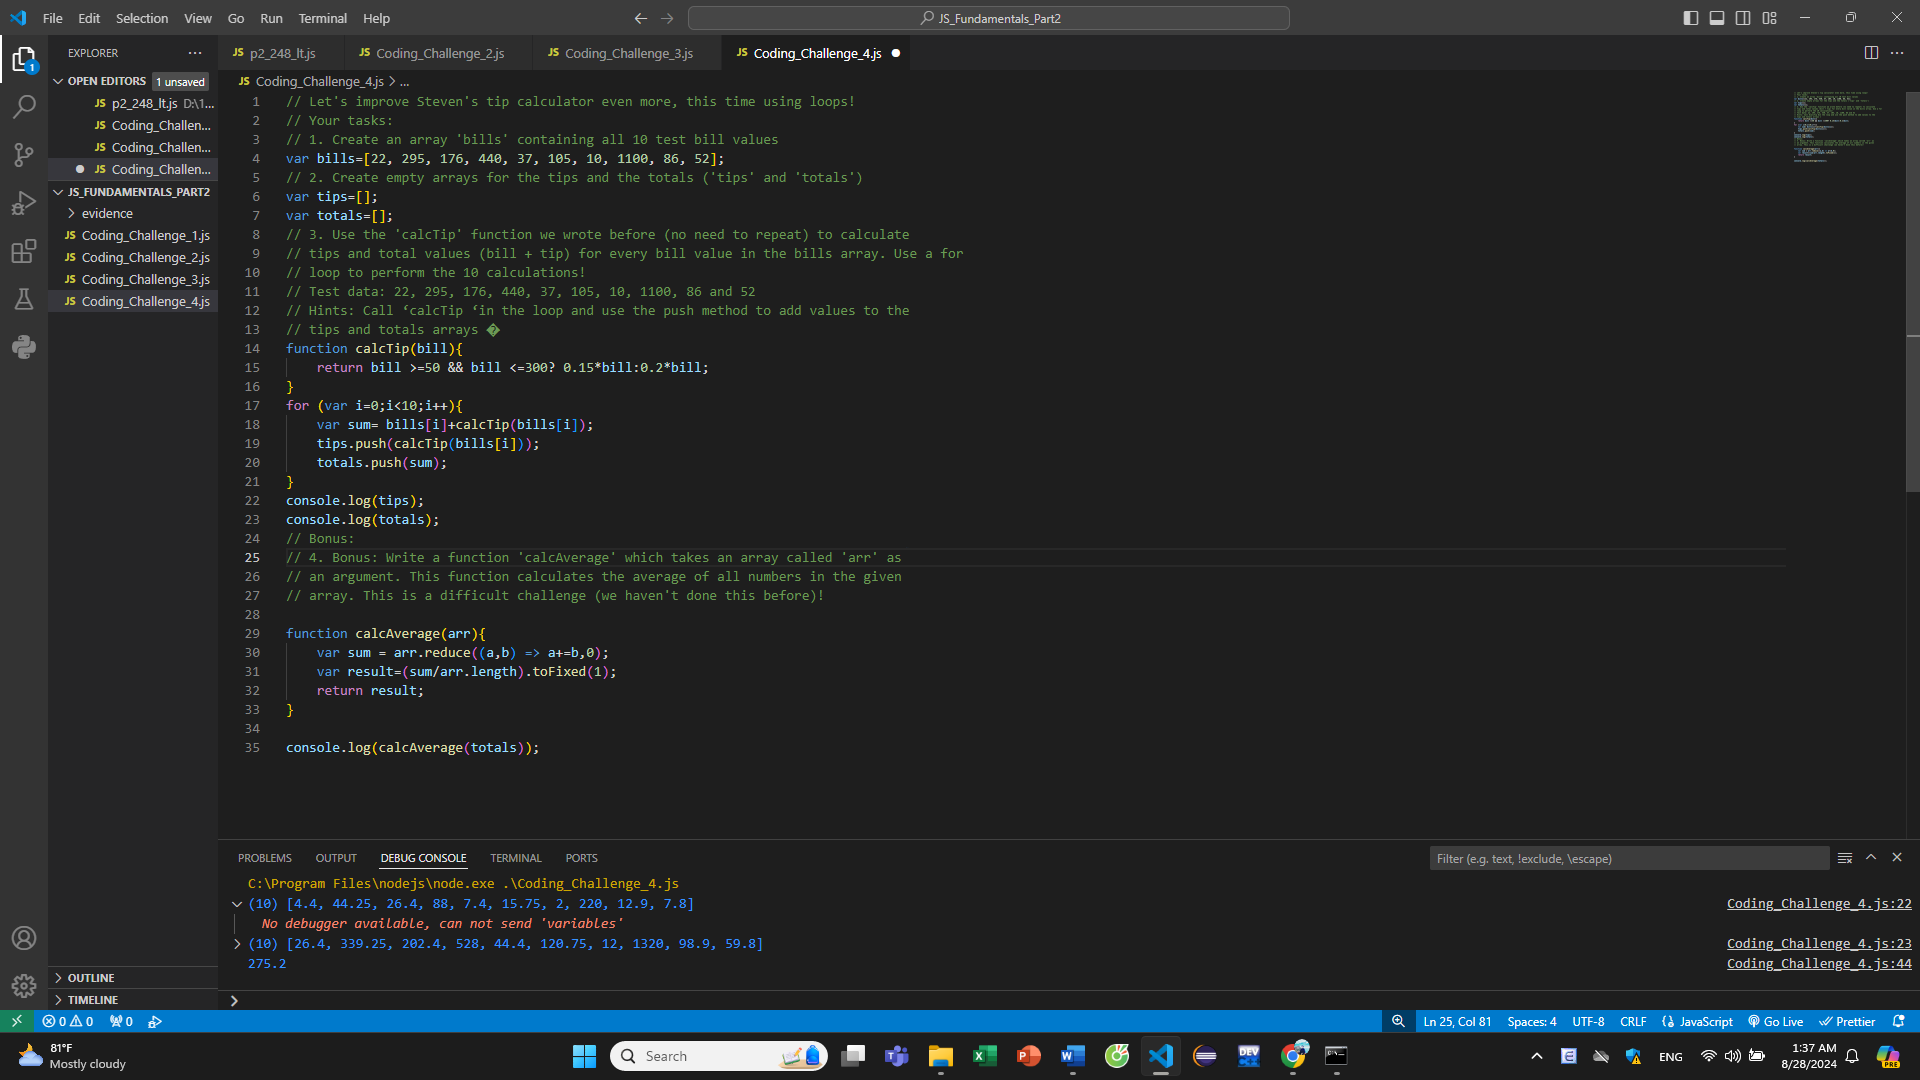 File Edit Selection View Go Run Terminal Help
JS_Fundamentals_Part2
EXPLORER
OPEN EDITORS 1 unsaved
JS p2_248_lt.js D:\1...
JS Coding_Challen...
JS Coding_Challen...
JS Coding_Challen...
JS_FUNDAMENTALS_PART2
evidence
JS Coding_Challenge_1.js
JS Coding_Challenge_2.js
JS Coding_Challenge_3.js
JS Coding_Challenge_4.js
OUTLINE
TIMELINE
JS p2_248_lt.js JS Coding_Challenge_2.js JS Coding_Challenge_3.js JS Coding_Challenge_4.js
JS Coding_Challenge_4.js > ...
1 // Let's improve Steven's tip calculator even more, this time using loops!
2 // Your tasks:
3 // 1. Create an array 'bills' containing all 10 test bill values
4 var bills=[22, 295, 176, 440, 37, 105, 10, 1100, 86, 52];
5 // 2. Create empty arrays for the tips and the totals ('tips' and 'totals')
6 var tips=[];
7 var totals=[];
8 // 3. Use the 'calcTip' function we wrote before (no need to repeat) to calculate
9 // tips and total values (bill + tip) for every bill value in the bills array. Use a for
10 // loop to perform the 10 calculations!
11 // Test data: 22, 295, 176, 440, 37, 105, 10, 1100, 86 and 52
12 // Hints: Call ‘calcTip ‘in the loop and use the push method to add values to the
13 // tips and totals arrays �
14 function calcTip(bill){
15 return bill >=50 && bill <=300? 0.15*bill:0.2*bill;
16 }
17 for (var i=0;i<10;i++){
18 var sum= bills[i]+calcTip(bills[i]);
19 tips.push(calcTip(bills[i]));
20 totals.push(sum);
21 }
22 console.log(tips);
23 console.log(totals);
24 // Bonus:
25 // 4. Bonus: Write a function 'calcAverage' which takes an array called 'arr' as
26 // an argument. This function calculates the average of all numbers in the given
27 // array. This is a difficult challenge (we haven't done this before)!
28
29 function calcAverage(arr){
30 var sum = arr.reduce((a,b) => a+=b,0);
31 var result=(sum/arr.length).toFixed(1);
32 return result;
33 }
34
35 console.log(calcAverage(totals));
PROBLEMS OUTPUT DEBUG CONSOLE TERMINAL PORTS
Filter (e.g. text, !exclude, \escape)
C:\Program Files\nodejs\node.exe .\Coding_Challenge_4.js
(10) [4.4, 44.25, 26.4, 88, 7.4, 15.75, 2, 220, 12.9, 7.8] Coding_Challenge_4.js:22
No debugger available, can not send 'variables'
(10) [26.4, 339.25, 202.4, 528, 44.4, 120.75, 12, 1320, 98.9, 59.8] Coding_Challenge_4.js:23
275.2 Coding_Challenge_4.js:44
0 0 0 Ln 25, Col 81 Spaces: 4 UTF-8 CRLF JavaScript Go Live Prettier
81°F
Mostly cloudy
Search
DEV
ENG
1:37 AM
8/28/2024
PRE